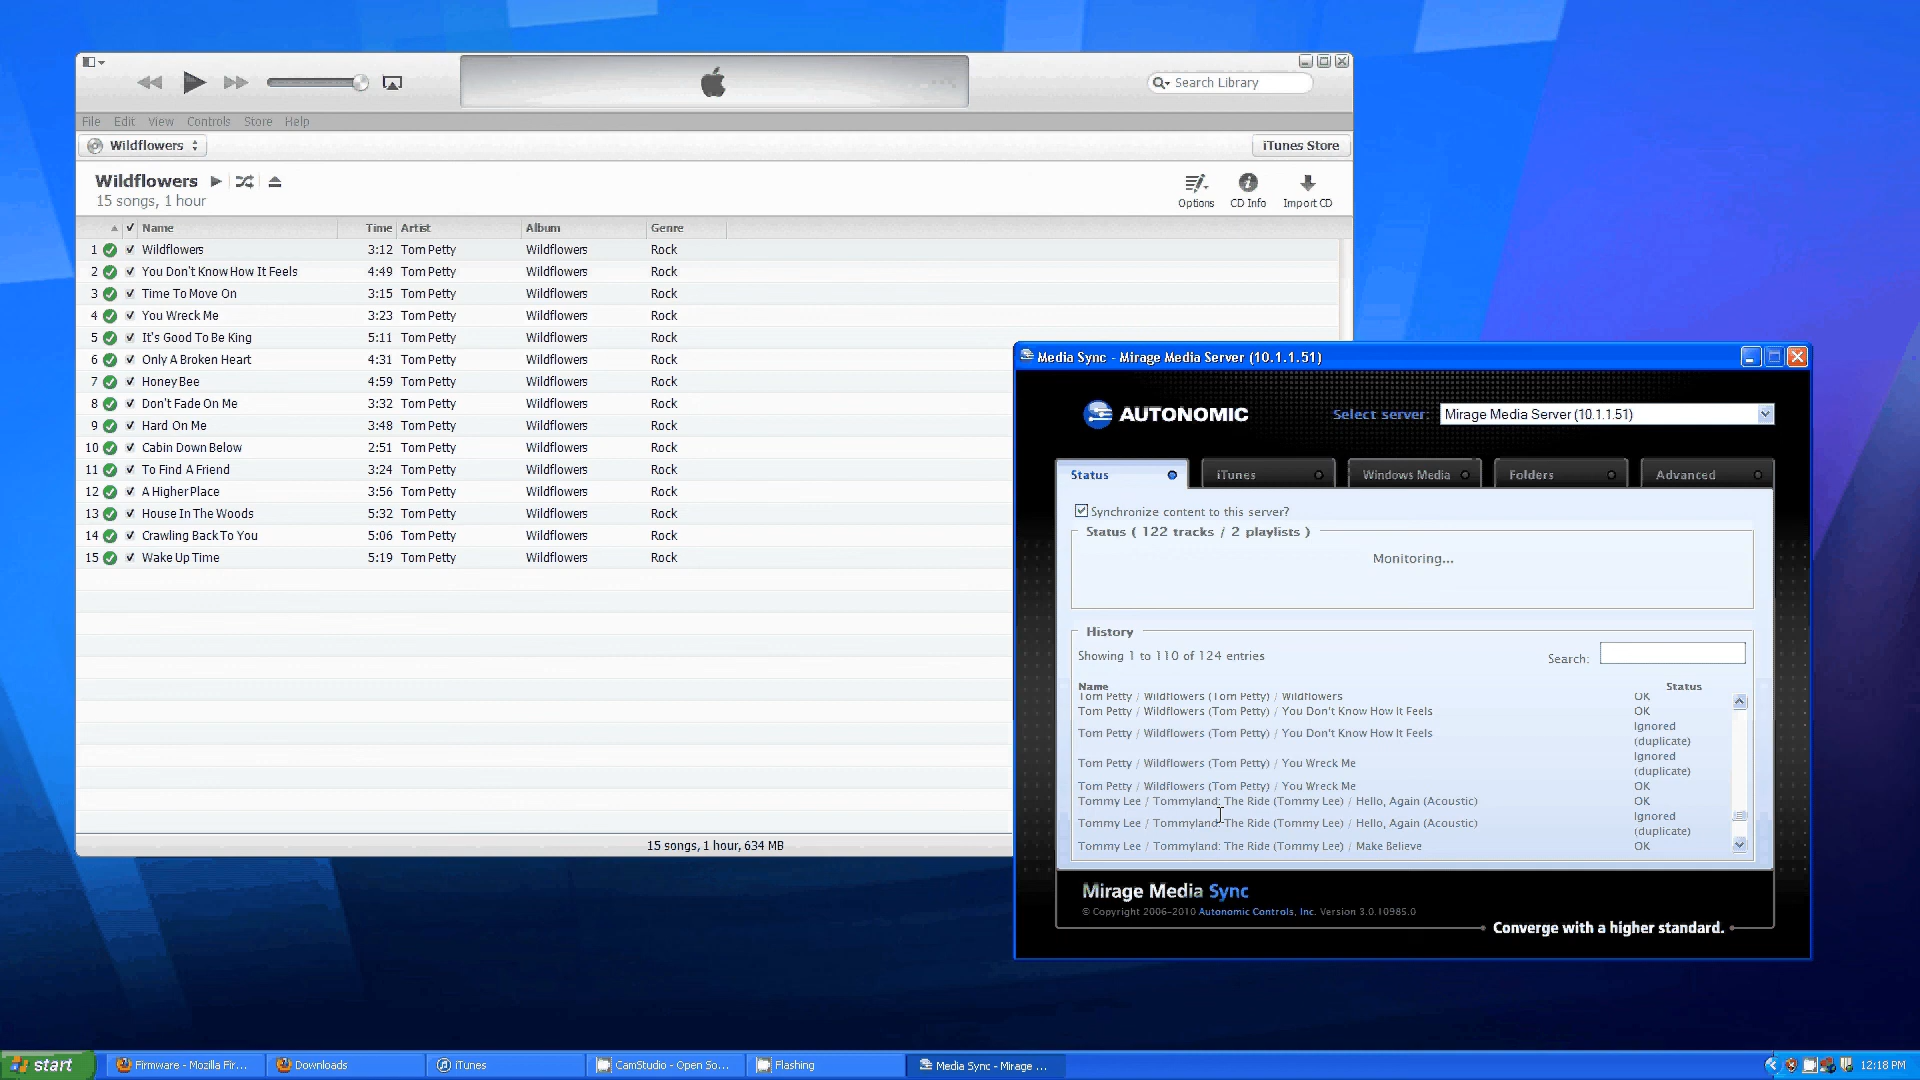 Search Library
File Edit View Controls Store Help
Wildflowers
iTunes Store
Wildflowers
15 songs, 1 hour
Options CD Info Import CD
Name Time Artist Album Genre
1 Wildflowers 3:12 Tom Petty Wildflowers Rock
2 You Don't Know How It Feels 4:49 Tom Petty Wildflowers Rock
3 Time To Move On 3:15 Tom Petty Wildflowers Rock
4 You Wreck Me 3:23 Tom Petty Wildflowers Rock
5 It's Good To Be King 5:11 Tom Petty Wildflowers Rock
6 Only A Broken Heart 4:31 Tom Petty Wildflowers Rock
7 Honey Bee 4:59 Tom Petty Wildflowers Rock
8 Don't Fade On Me 3:32 Tom Petty Wildflowers Rock
9 Hard On Me 3:48 Tom Petty Wildflowers Rock
10 Cabin Down Below 2:51 Tom Petty Wildflowers Rock
11 To Find A Friend 3:24 Tom Petty Wildflowers Rock
12 A Higher Place 3:56 Tom Petty Wildflowers Rock
13 House In The Woods 5:32 Tom Petty Wildflowers Rock
14 Crawling Back To You 5:06 Tom Petty Wildflowers Rock
15 Wake Up Time 5:19 Tom Petty Wildflowers Rock
15 songs, 1 hour, 634 MB
Media Sync - Mirage Media Server (10.1.1.51)
AUTONOMIC
Select server: Mirage Media Server (10.1.1.51)
Status iTunes Windows Media Folders Advanced
Synchronize content to this server?
Status ( 122 tracks / 2 playlists )
Monitoring...
History
Showing 1 to 110 of 124 entries
Search:
Name Status
Tom Petty / Wildflowers (Tom Petty) / Wildflowers OK
Tom Petty / Wildflowers (Tom Petty) / You Don't Know How It Feels OK
Tom Petty / Wildflowers (Tom Petty) / You Don't Know How It Feels Ignored (duplicate)
Tom Petty / Wildflowers (Tom Petty) / You Wreck Me Ignored (duplicate)
Tom Petty / Wildflowers (Tom Petty) / You Wreck Me OK
Tommy Lee / Tommyland: The Ride (Tommy Lee) / Hello, Again (Acoustic) OK
Tommy Lee / Tommyland: The Ride (Tommy Lee) / Hello, Again (Acoustic) Ignored (duplicate)
Tommy Lee / Tommyland: The Ride (Tommy Lee) / Make Believe OK
Mirage Media Sync
© Copyright 2006-2010 Autonomic Controls, Inc. Version 3.0.10985.0
Converge with a higher standard.
start Firmware - Mozilla Fir... Downloads iTunes CamStudio - Open So... Flashing Media Sync - Mirage ... 12:18 PM